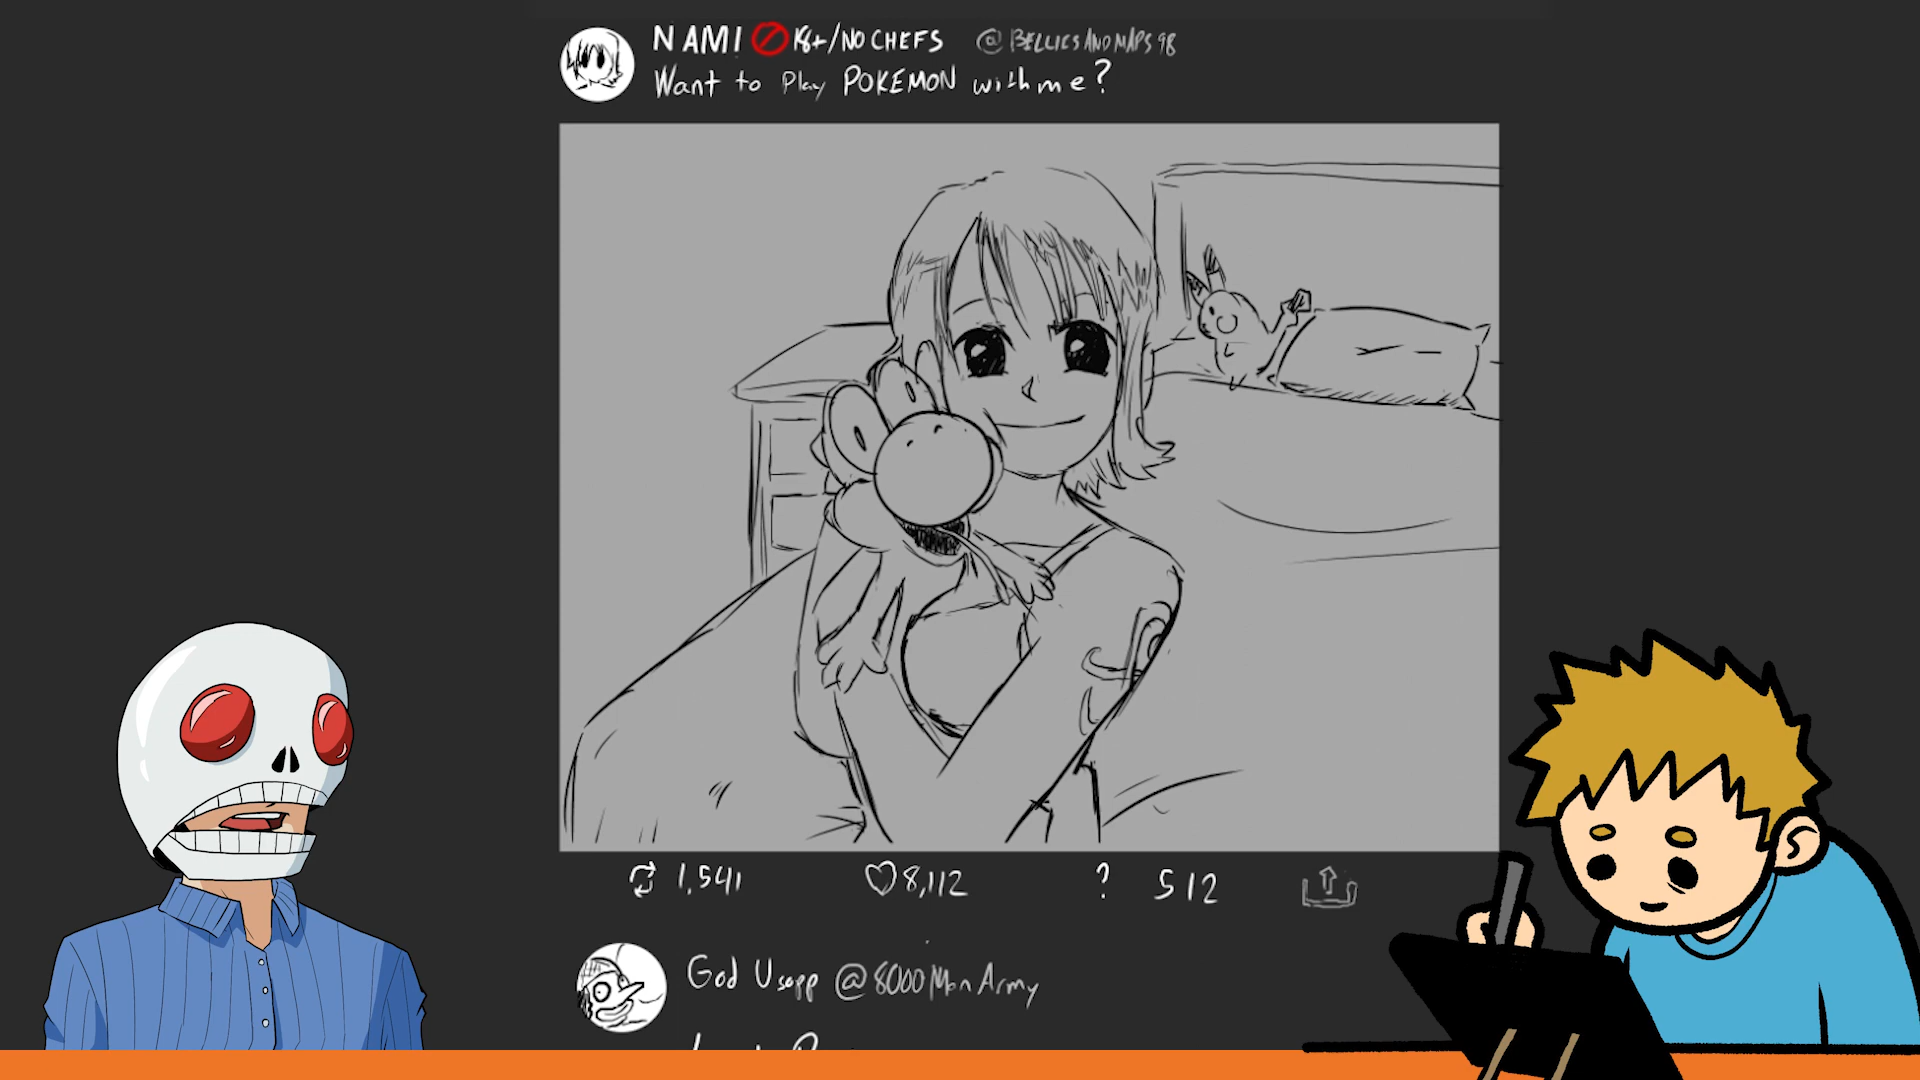 NAMI 18+/NO CHEFS @BELLIESANDMAPS98
Want to Play POKEMON with me?
1,541 8,112 ? 512
God Usopp @8000ManArmy